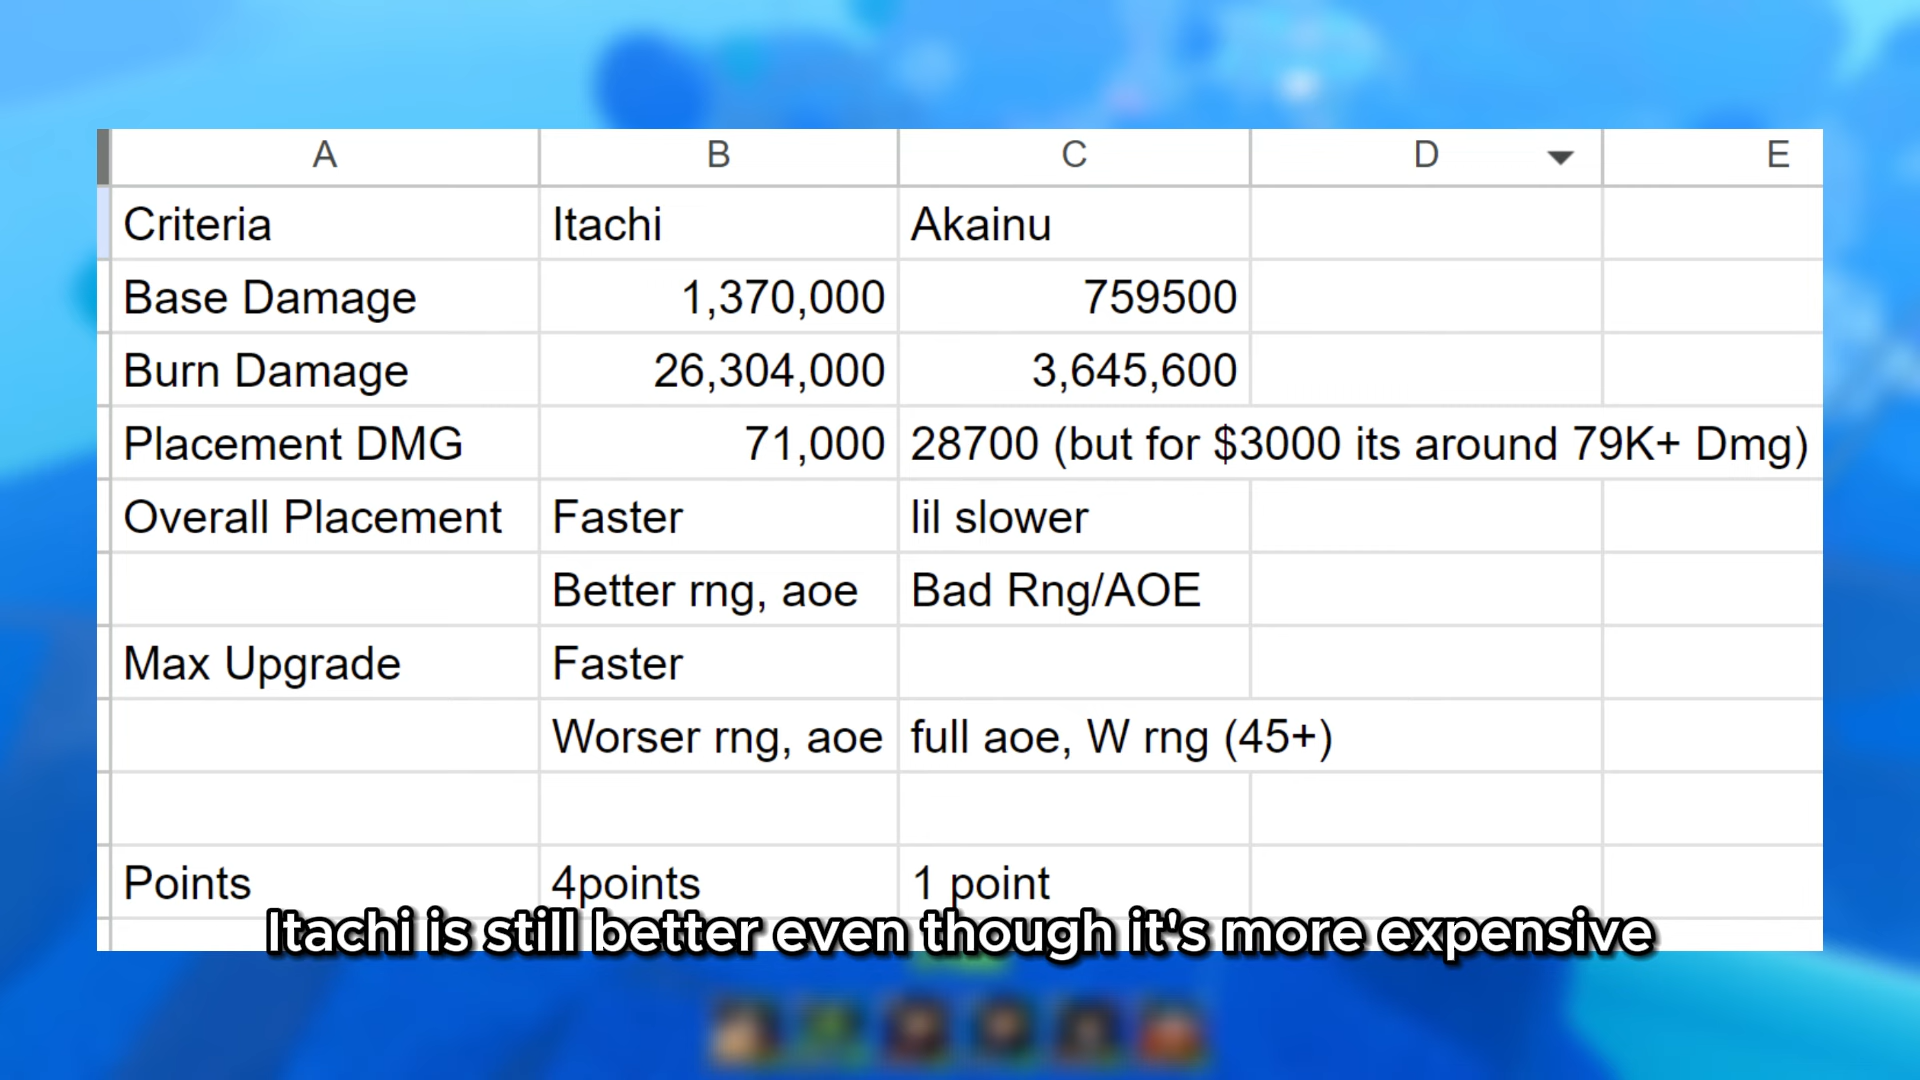 A B C D E
Criteria Itachi Akainu
Base Damage 1,370,000 759500
Burn Damage 26,304,000 3,645,600
Placement DMG 71,000 28700 (but for $3000 its around 79K+ Dmg)
Overall Placement Faster lil slower
Better rng, aoe Bad Rng/AOE
Max Upgrade Faster
Worser rng, aoe full aoe, W rng (45+)
Points 4points 1 point
Itachi is still better even though it's more expensive